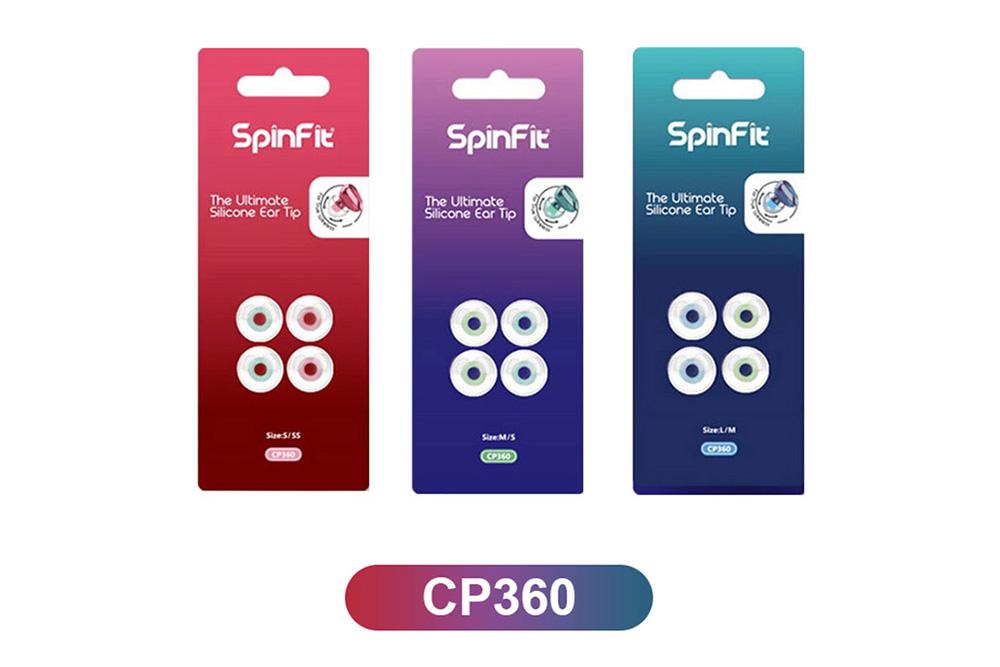 SpinFit®
The Ultimate
Silicone Ear Tip
Size:S/SS
CP360
SpinFit®
The Ultimate
Silicone Ear Tip
Size:M/S
CP360
SpinFit®
The Ultimate
Silicone Ear Tip
Size:L/M
CP360
CP360